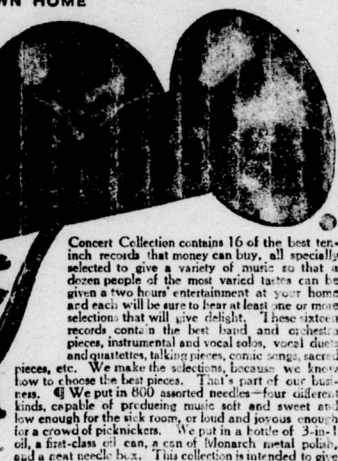 WN HOME
Concert Collection contains 16 of the best ten-
inch records that money can buy, all specially
selected to give a variety of music so that a
dozen people of the most varied tastes can be
given a two hours' entertainment at your home
and each will be sure to hear at least one or more
selections that will give delight. These sixteen
records contain the best band and orchestra
pieces, instrumental and vocal solos, vocal duets
and quartettes, talking pieces, comic songs, sacred
pieces, etc. We make the selections, because we know
how to choose the best pieces. That's part of our busi-
ness. ¶ We put in 800 assorted needles—four different
kinds, capable of producing music soft and sweet and
low enough for the sick room, or loud and joyous enough
for a crowd of picknickers. We put in a bottle of 3-in-1
oil, a first-class oil can, a can of Monarch metal polish,
and a neat needle box. This collection is intended to give